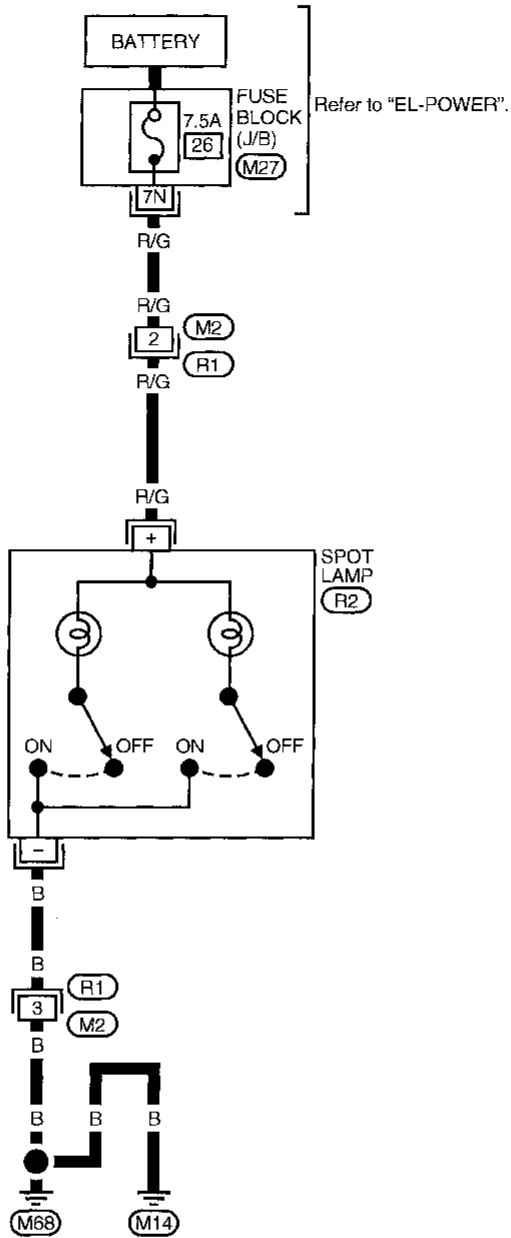 BATTERY
FUSE
BLOCK
(J/B)
Refer to “EL-POWER”.
7.5A
26
M27
7N
R/G
R/G
2
M2
R1
R/G
R/G
+
SPOT
LAMP
R2
ON
OFF
ON
OFF
–
B
B
R1
3
M2
B
B
B
B
M68
M14